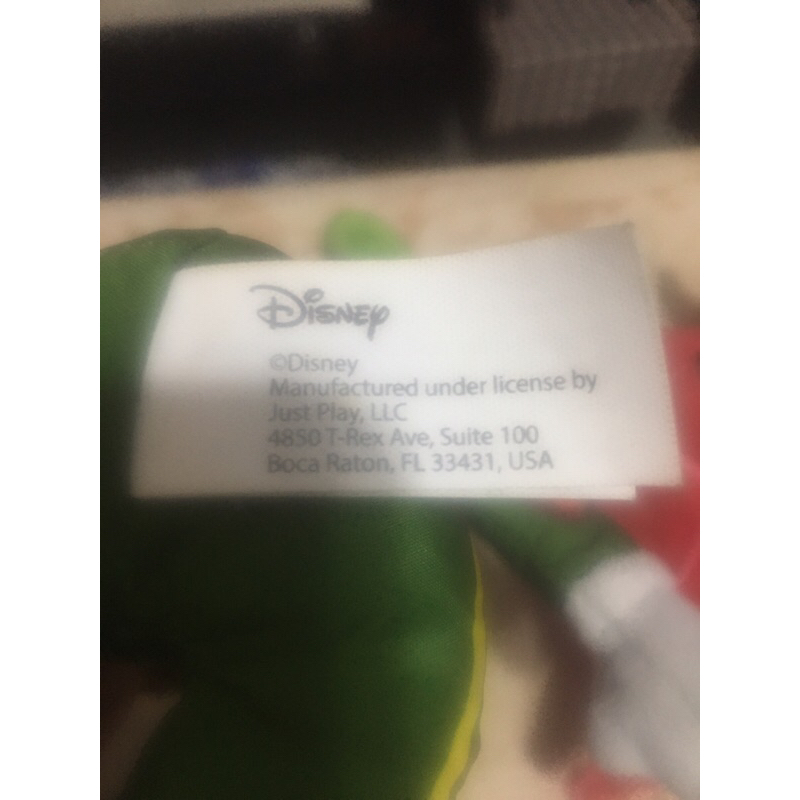 Disney
©Disney
Manufactured under license by
Just Play, LLC
4850 T-Rex Ave, Suite 100
Boca Raton, FL 33431, USA